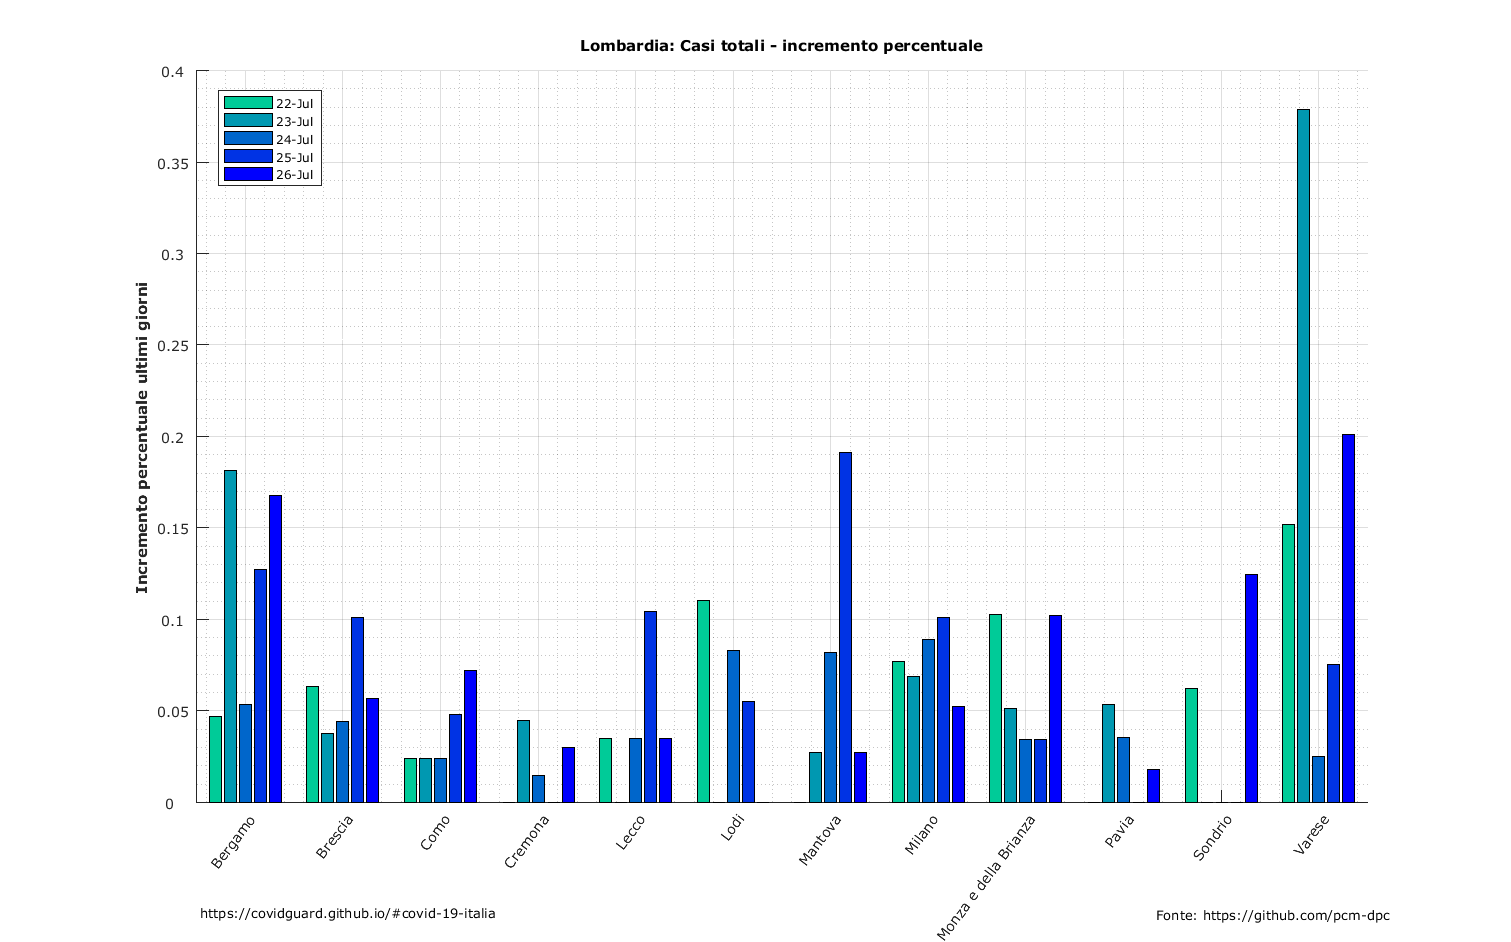 Lombardia: Casi totali - incremento percentuale
0.4
0.35
0.3
0.25
0.2
0.15
0.1
0.05
0
Incremento percentuale ultimi giorni
22-Jul
23-Jul
24-Jul
25-Jul
26-Jul
Bergamo
Brescia
Como
Cremona
Lecco
Lodi
Mantova
Milano
Monza e della Brianza
Pavia
Sondrio
Varese
https://covidguard.github.io/#covid-19-italia
Fonte: https://github.com/pcm-dpc